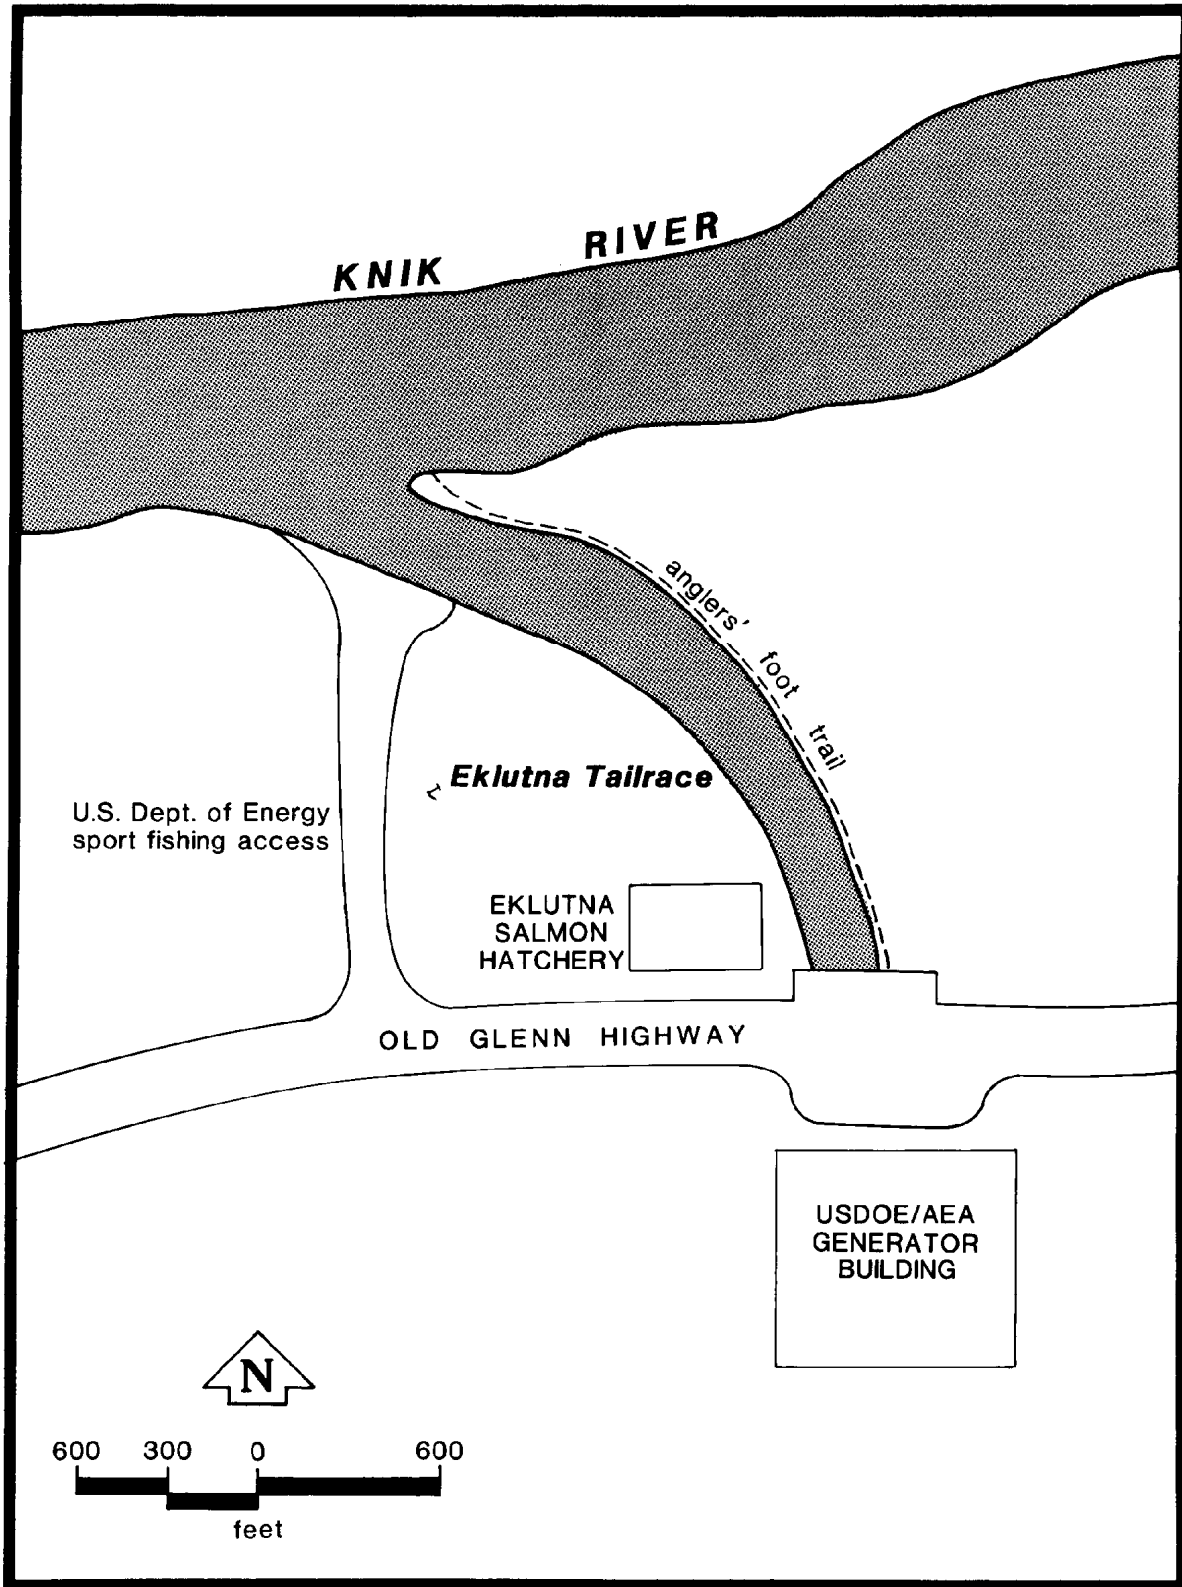 KNIK RIVER
anglers' foot trail
Eklutna Tailrace
U.S. Dept. of Energy
sport fishing access
EKLUTNA
SALMON
HATCHERY
OLD GLENN HIGHWAY
USDOE/AEA
GENERATOR
BUILDING
N
600 300 0 600
feet